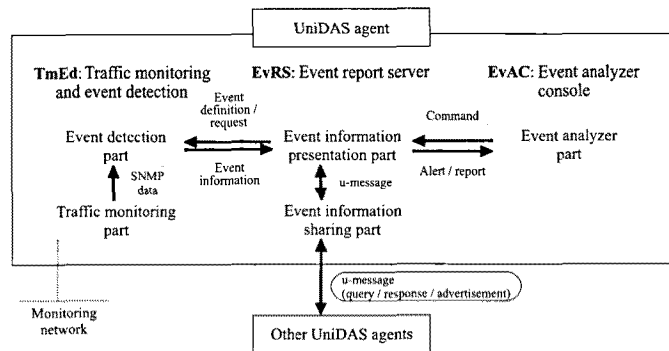 UniDAS agent
TmEd: Traffic monitoring
and event detection
EvRS: Event report server
EvAC: Event analyzer
console
Event
definition /
request
Command
Event detection
part
Event information
presentation part
Event analyzer
part
Event
information
Alert / report
SNMP
data
u-message
Traffic monitoring
part
Event information
sharing part
u-message
(query / response / advertisement)
Monitoring
network
Other UniDAS agents